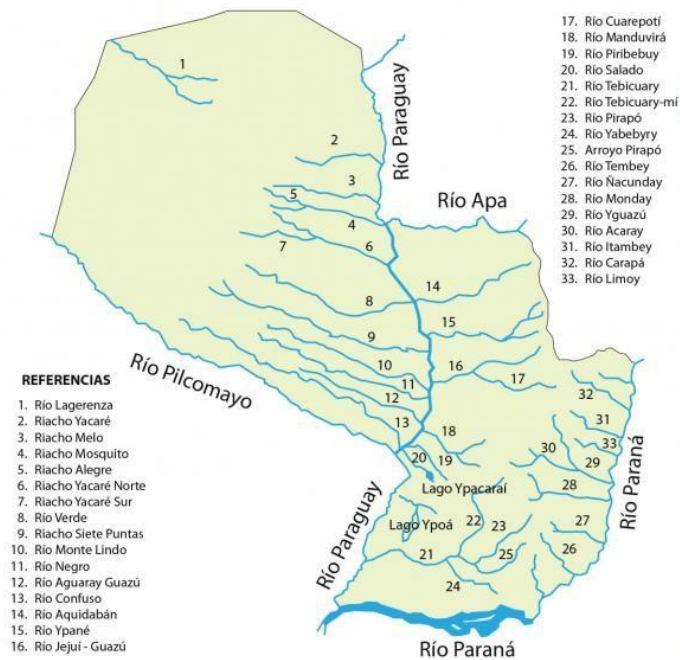 17. Río Cuarepotí
18. Río Manduvirá
19. Río Piribebuy
20. Río Salado
21. Río Tebicuary
22. Río Tebicuary-mí
23. Río Pirapó
24. Río Yabebyry
25. Arroyo Pirapó
26. Río Tembey
27. Río Ñacunday
28. Río Monday
29. Río Yguazú
30. Río Acaray
31. Río Itambey
32. Río Carapá
33. Río Limoy
1
Río Paraguay
2
3
5
4
Río Apa
7
6
14
8
15
9
10
16
11
17
12
32
Río Pilcomayo
13
18
31
33
30
29
20
19
28
Lago Ypacaraí
Río Paraná
Lago Ypoá
22
23
27
Río Paraguay
21
25
26
24
Río Paraná
REFERENCIAS
1. Río Lagerenza
2. Riacho Yacaré
3. Riacho Melo
4. Riacho Mosquito
5. Riacho Alegre
6. Riacho Yacaré Norte
7. Riacho Yacaré Sur
8. Río Verde
9. Riacho Siete Puntas
10. Río Monte Lindo
11. Río Negro
12. Río Aguaray Guazú
13. Río Confuso
14. Río Aquidabán
15. Río Ypané
16. Río Jejuí - Guazú